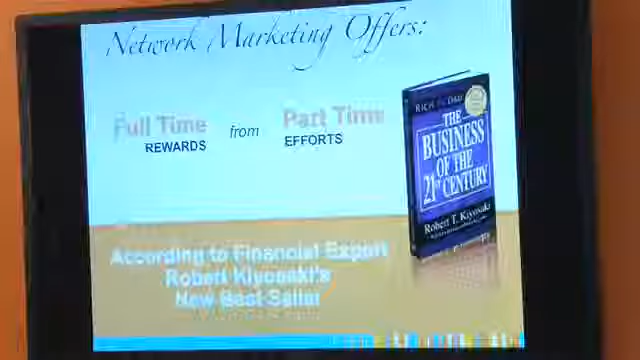 Network Marketing Offers:
Full Time
REWARDS
from
Part Time
EFFORTS
RICH DAD
THE
BUSINESS
OF THE
21ST CENTURY
Robert T. Kiyosaki
According to Financial Expert
Robert Kiyosaki's
New Best Seller